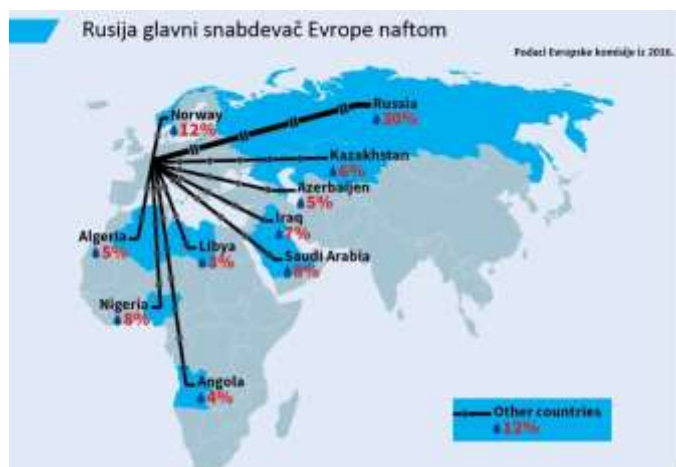 Rusija glavni snabdevač Evrope naftom
Podaci Evropske komisije iz 2016.
Norway
12%
Russia
30%
Kazakhstan
6%
Azerbaijen
5%
Iraq
7%
Algeria
5%
Libya
Saudi Arabia
8%
Nigeria
8%
Angola
4%
Other countries
12%